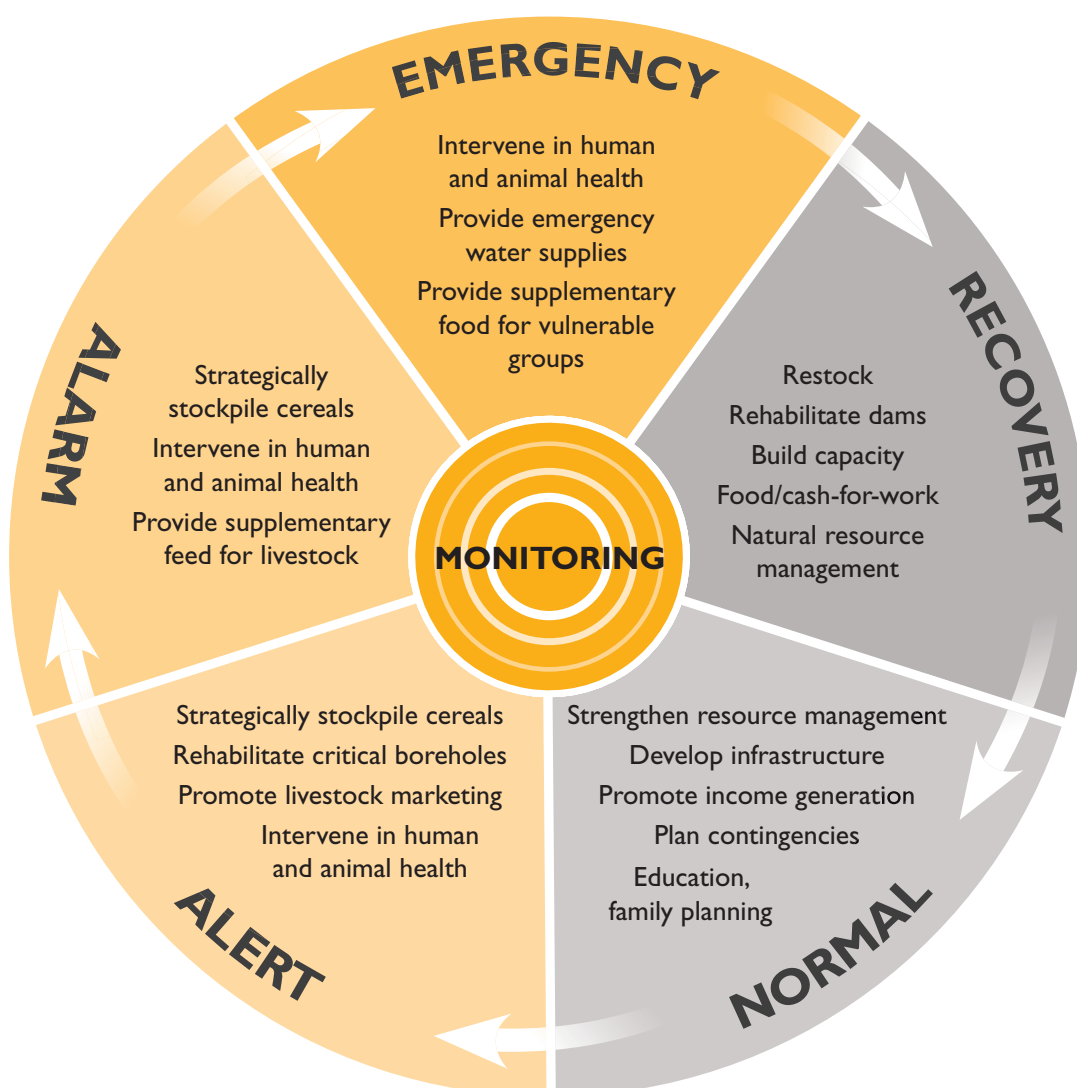 EMERGENCY
Intervene in human
and animal health
Provide emergency
water supplies
Provide supplementary
food for vulnerable
groups
RECOVERY
Restock
Rehabilitate dams
Build capacity
Food/cash-for-work
Natural resource
management
NORMAL
Strengthen resource management
Develop infrastructure
Promote income generation
Plan contingencies
Education,
family planning
ALERT
Strategically stockpile cereals
Rehabilitate critical boreholes
Promote livestock marketing
Intervene in human
and animal health
ALARM
Strategically
stockpile cereals
Intervene in human
and animal health
Provide supplementary
feed for livestock
MONITORING